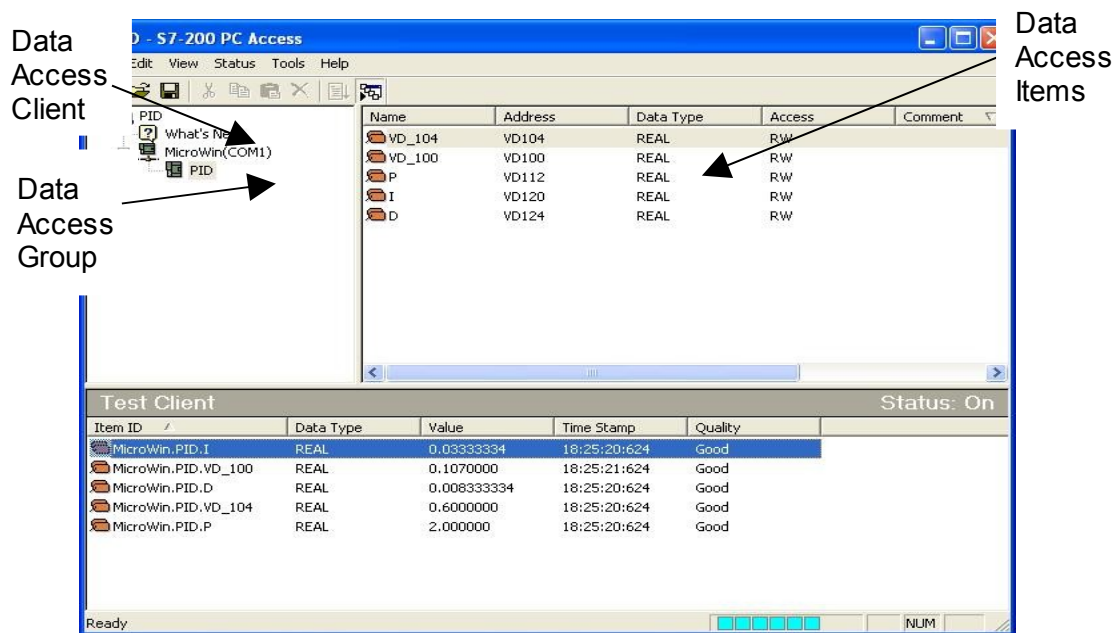 Data
Access
Client
Data
Access
Group
Data
Access
Items
D - S7-200 PC Access
Edit View Status Tools Help
PID
What's Ne
MicroWin(COM1)
PID
Name Address Data Type Access Comment
VD_104 VD104 REAL RW
VD_100 VD100 REAL RW
P VD112 REAL RW
I VD120 REAL RW
D VD124 REAL RW
Test Client Status: On
Item ID Data Type Value Time Stamp Quality
MicroWin.PID.I REAL 0.03333334 18:25:20:624 Good
MicroWin.PID.VD_100 REAL 0.1070000 18:25:21:624 Good
MicroWin.PID.D REAL 0.008333334 18:25:20:624 Good
MicroWin.PID.VD_104 REAL 0.6000000 18:25:20:624 Good
MicroWin.PID.P REAL 2.000000 18:25:20:624 Good
Ready NUM